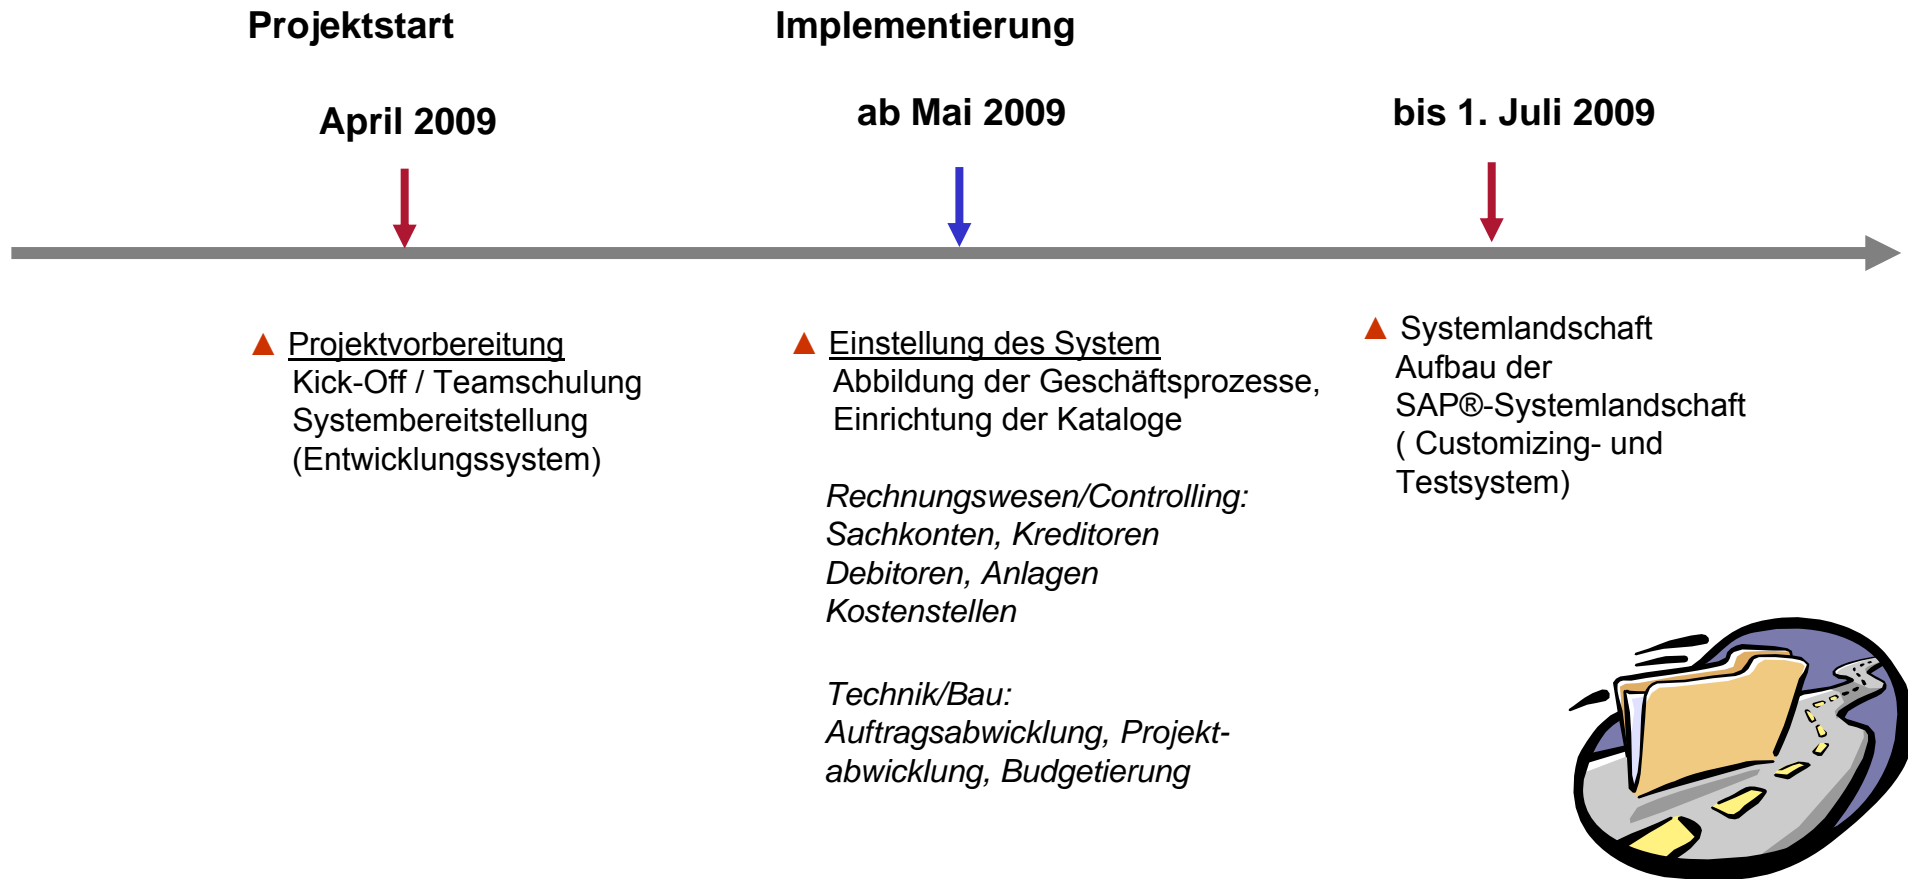 Projektstart
Implementierung
April 2009
ab Mai 2009
bis 1. Juli 2009
▲ Projektvorbereitung
Kick-Off / Teamschulung
Systembereitstellung
(Entwicklungssystem)
▲ Einstellung des System
Abbildung der Geschäftsprozesse,
Einrichtung der Kataloge
Rechnungswesen/Controlling:
Sachkonten, Kreditoren
Debitoren, Anlagen
Kostenstellen
Technik/Bau:
Auftragsabwicklung, Projekt-
abwicklung, Budgetierung
▲ Systemlandschaft
Aufbau der
SAP®-Systemlandschaft
( Customizing- und
Testsystem)